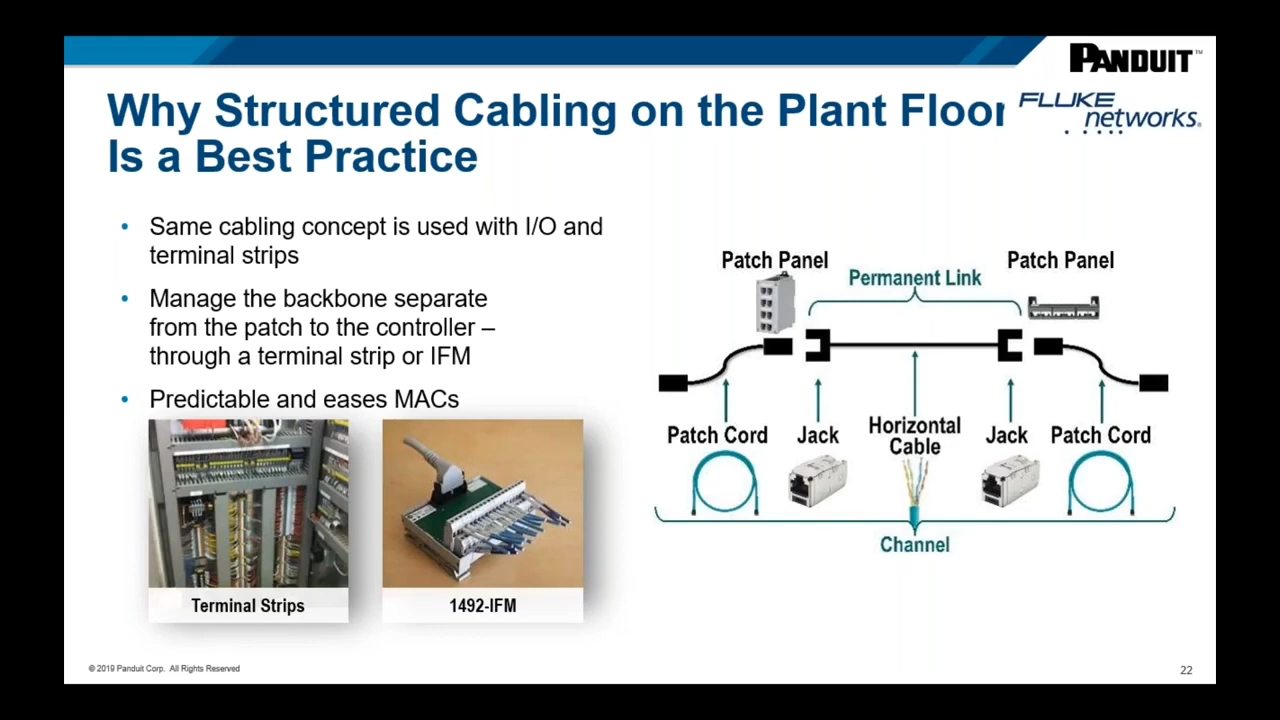 PANDUIT™
FLUKE
networks®
Why Structured Cabling on the Plant Floor
Is a Best Practice
• Same cabling concept is used with I/O and
terminal strips
• Manage the backbone separate
from the patch to the controller –
through a terminal strip or IFM
• Predictable and eases MACs
Terminal Strips
1492-IFM
Patch Panel
Permanent Link
Patch Panel
Patch Cord
Jack
Horizontal
Cable
Jack
Patch Cord
Channel
© 2019 Panduit Corp. All Rights Reserved
22